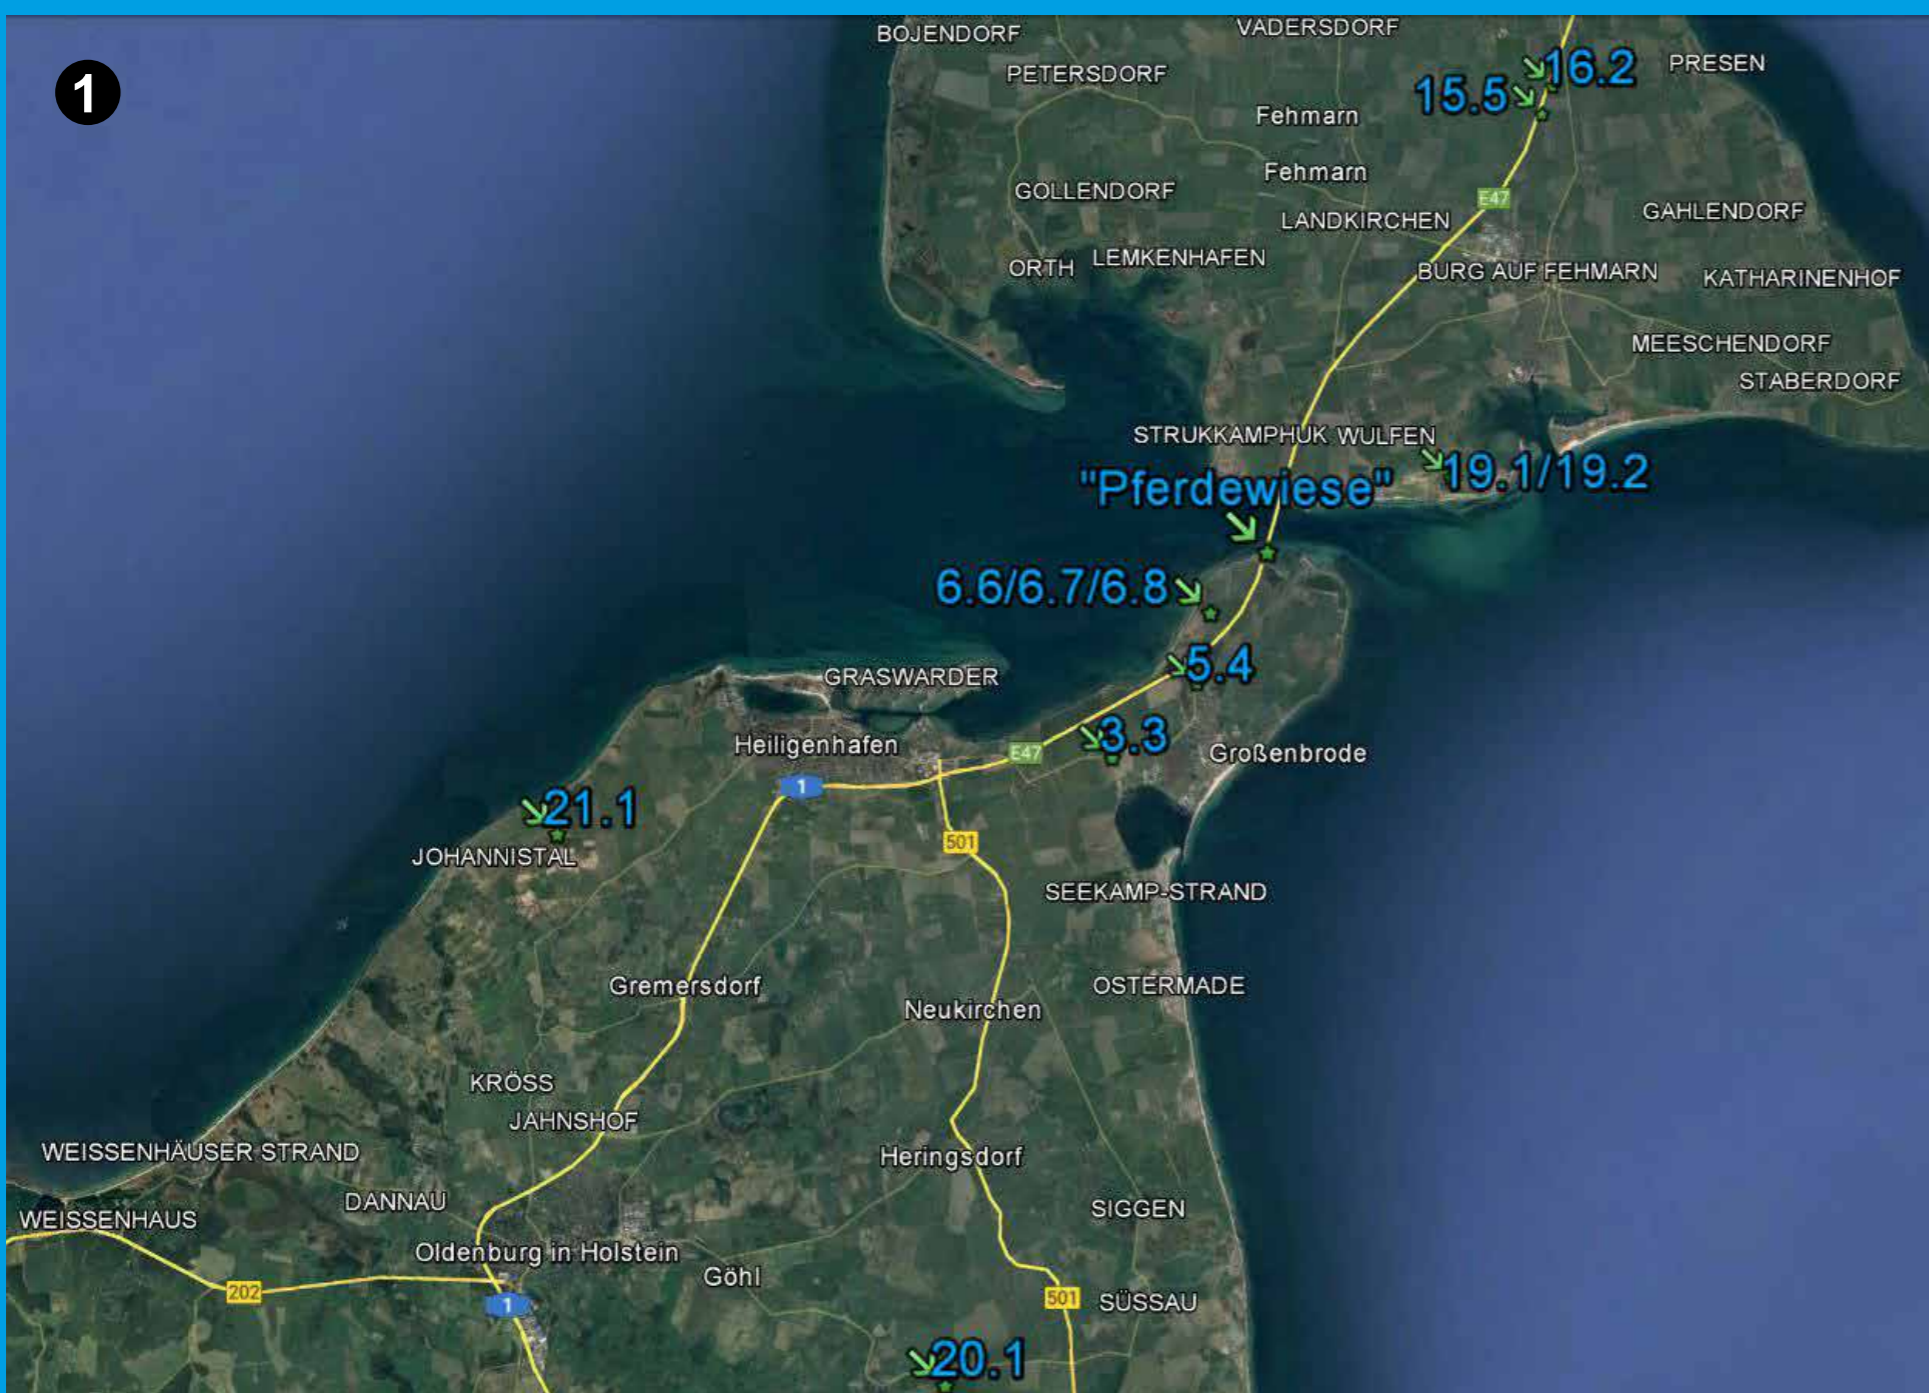 1
BOJENDORF
VADERSDORF
PETERSDORF
16.2
PRESEN
15.5
Fehmarn
Fehmarn
GOLLENDORF
E47
LANDKIRCHEN
GAHLENDORF
ORTH
LEMKENHAFEN
BURG AUF FEHMARN
KATHARINENHOF
MEESCHENDORF
STABERDORF
STRUKKAMPHUK
WULFEN
19.1/19.2
"Pferdewiese"
6.6/6.7/6.8
5.4
GRASWARDER
3.3
Heiligenhafen
E47
Großenbrode
1
21.1
501
JOHANNISTAL
SEEKAMP-STRAND
Gremersdorf
OSTERMADE
Neukirchen
KRÖSS
JAHNSHOF
WEISSENHÄUSER STRAND
Heringsdorf
DANNAU
SIGGEN
WEISSENHAUS
Oldenburg in Holstein
Göhl
202
1
501
SÜSSAU
20.1